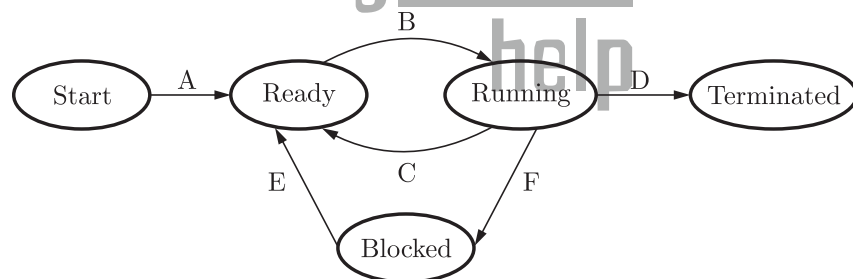 B
help
A
D
Start
Ready
Running
Terminated
C
E
F
Blocked